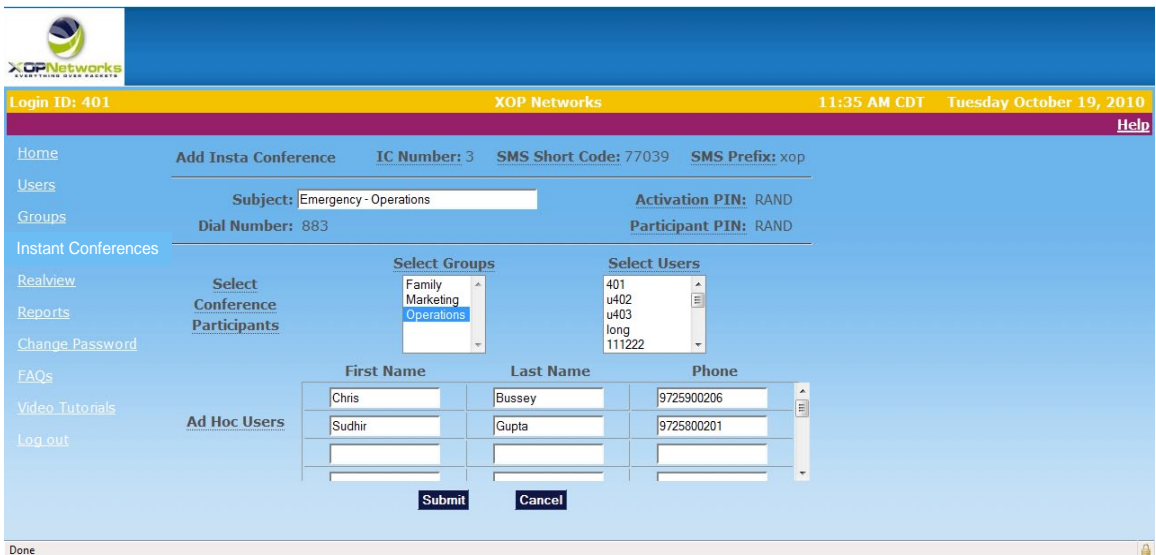 XOPNetworks
EVERYTHING OVER PACKETS
Login ID: 401 XOP Networks 11:35 AM CDT Tuesday October 19, 2010
Help
Home
Users
Groups
Instant Conferences
Realview
Reports
Change Password
FAQs
Video Tutorials
Log out
Add Insta Conference IC Number: 3 SMS Short Code: 77039 SMS Prefix: xop
Subject: Emergency - Operations Activation PIN: RAND
Dial Number: 883 Participant PIN: RAND
Select Conference Participants
Select Groups
Family
Marketing
Operations
Select Users
401
u402
u403
long
111222
Ad Hoc Users
First Name Last Name Phone
Chris Bussey 9725900206
Sudhir Gupta 9725800201
Submit Cancel
Done